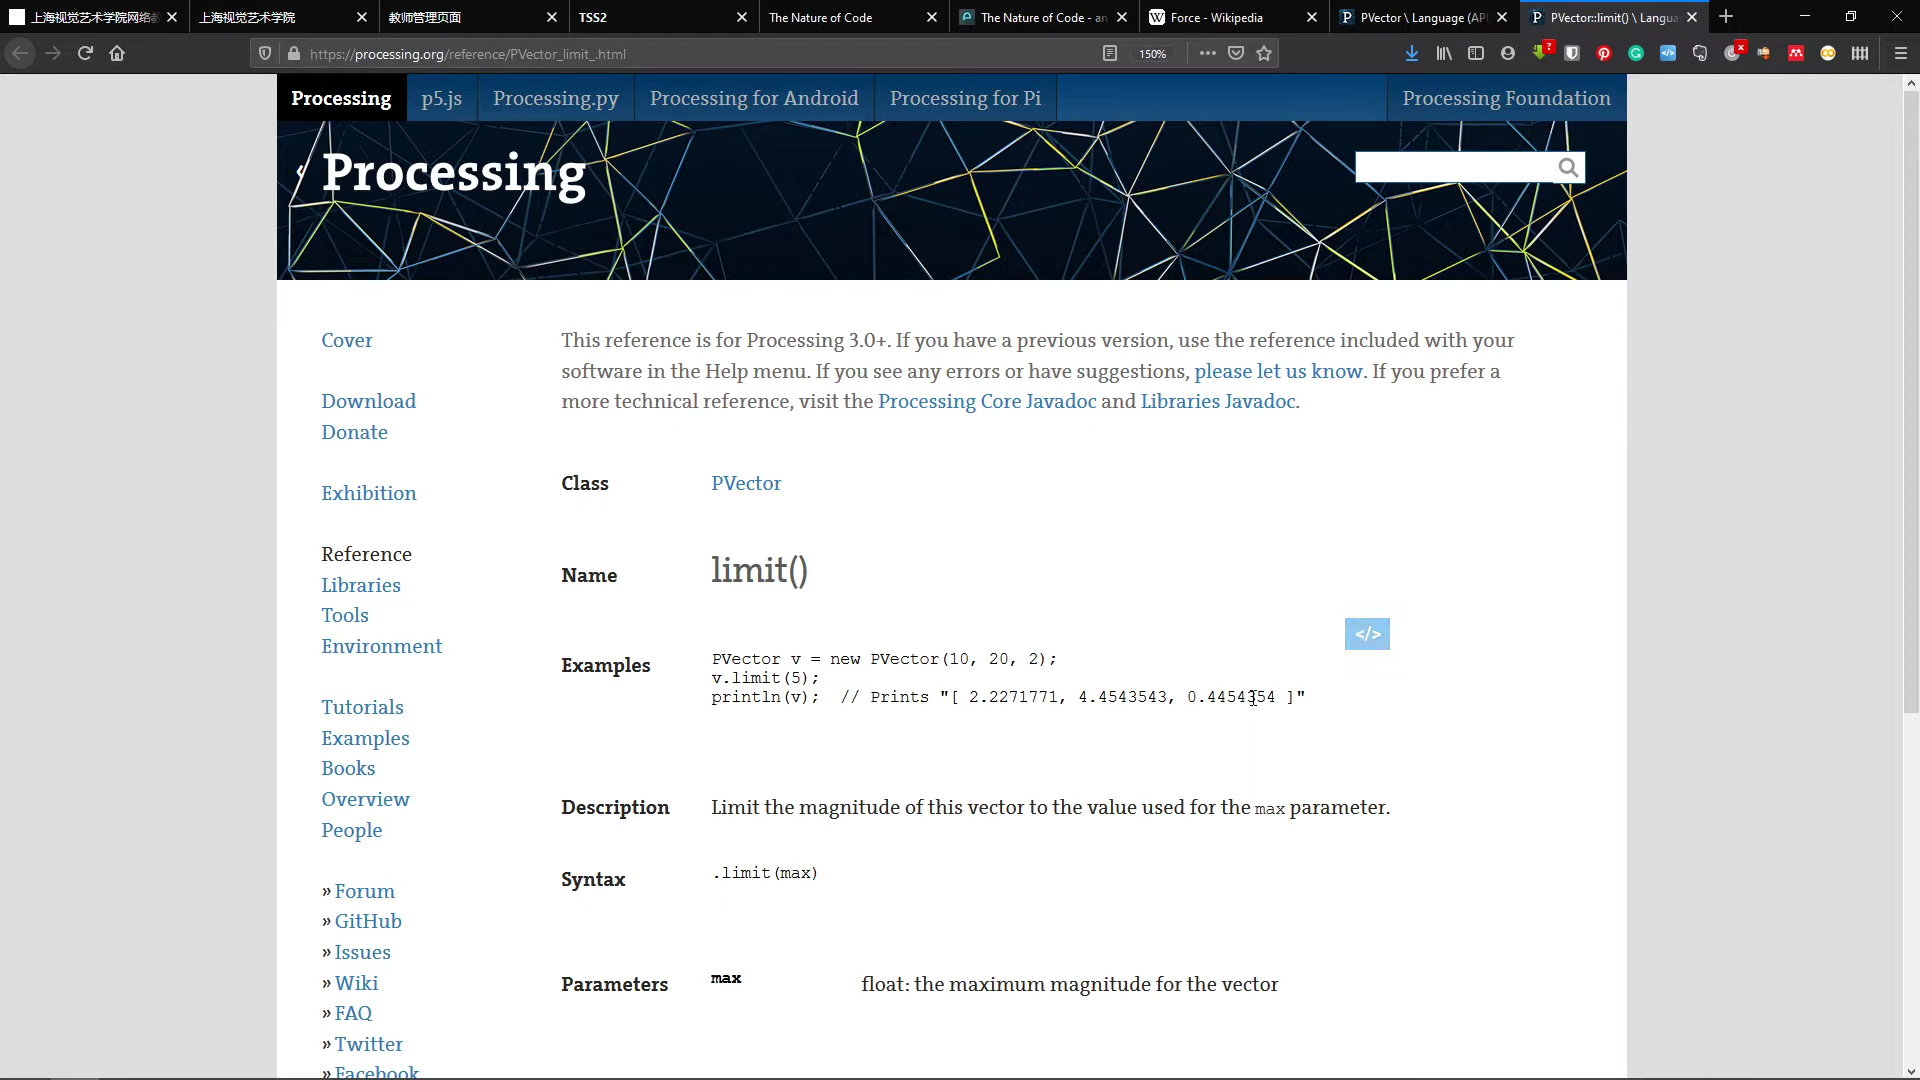 上海视觉艺术学院网络教
上海视觉艺术学院
教师管理页面
TSS2
The Nature of Code
The Nature of Code - an
Force - Wikipedia
PVector \ Language (API
PVector::limit() \ Langua
https://processing.org/reference/PVector_limit_.html
150%
Processing
p5.js
Processing.py
Processing for Android
Processing for Pi
Processing Foundation
Processing
Cover
Download
Donate
Exhibition
Reference
Libraries
Tools
Environment
Tutorials
Examples
Books
Overview
People
» Forum
» GitHub
» Issues
» Wiki
» FAQ
» Twitter
» Facebook
This reference is for Processing 3.0+. If you have a previous version, use the reference included with your
software in the Help menu. If you see any errors or have suggestions, please let us know. If you prefer a
more technical reference, visit the Processing Core Javadoc and Libraries Javadoc.
Class
PVector
Name
limit()
</>
Examples
PVector v = new PVector(10, 20, 2);
v.limit(5);
println(v);  // Prints "[ 2.2271771, 4.4543543, 0.4454354 ]"
Description
Limit the magnitude of this vector to the value used for the max parameter.
Syntax
.limit(max)
Parameters
max
float: the maximum magnitude for the vector